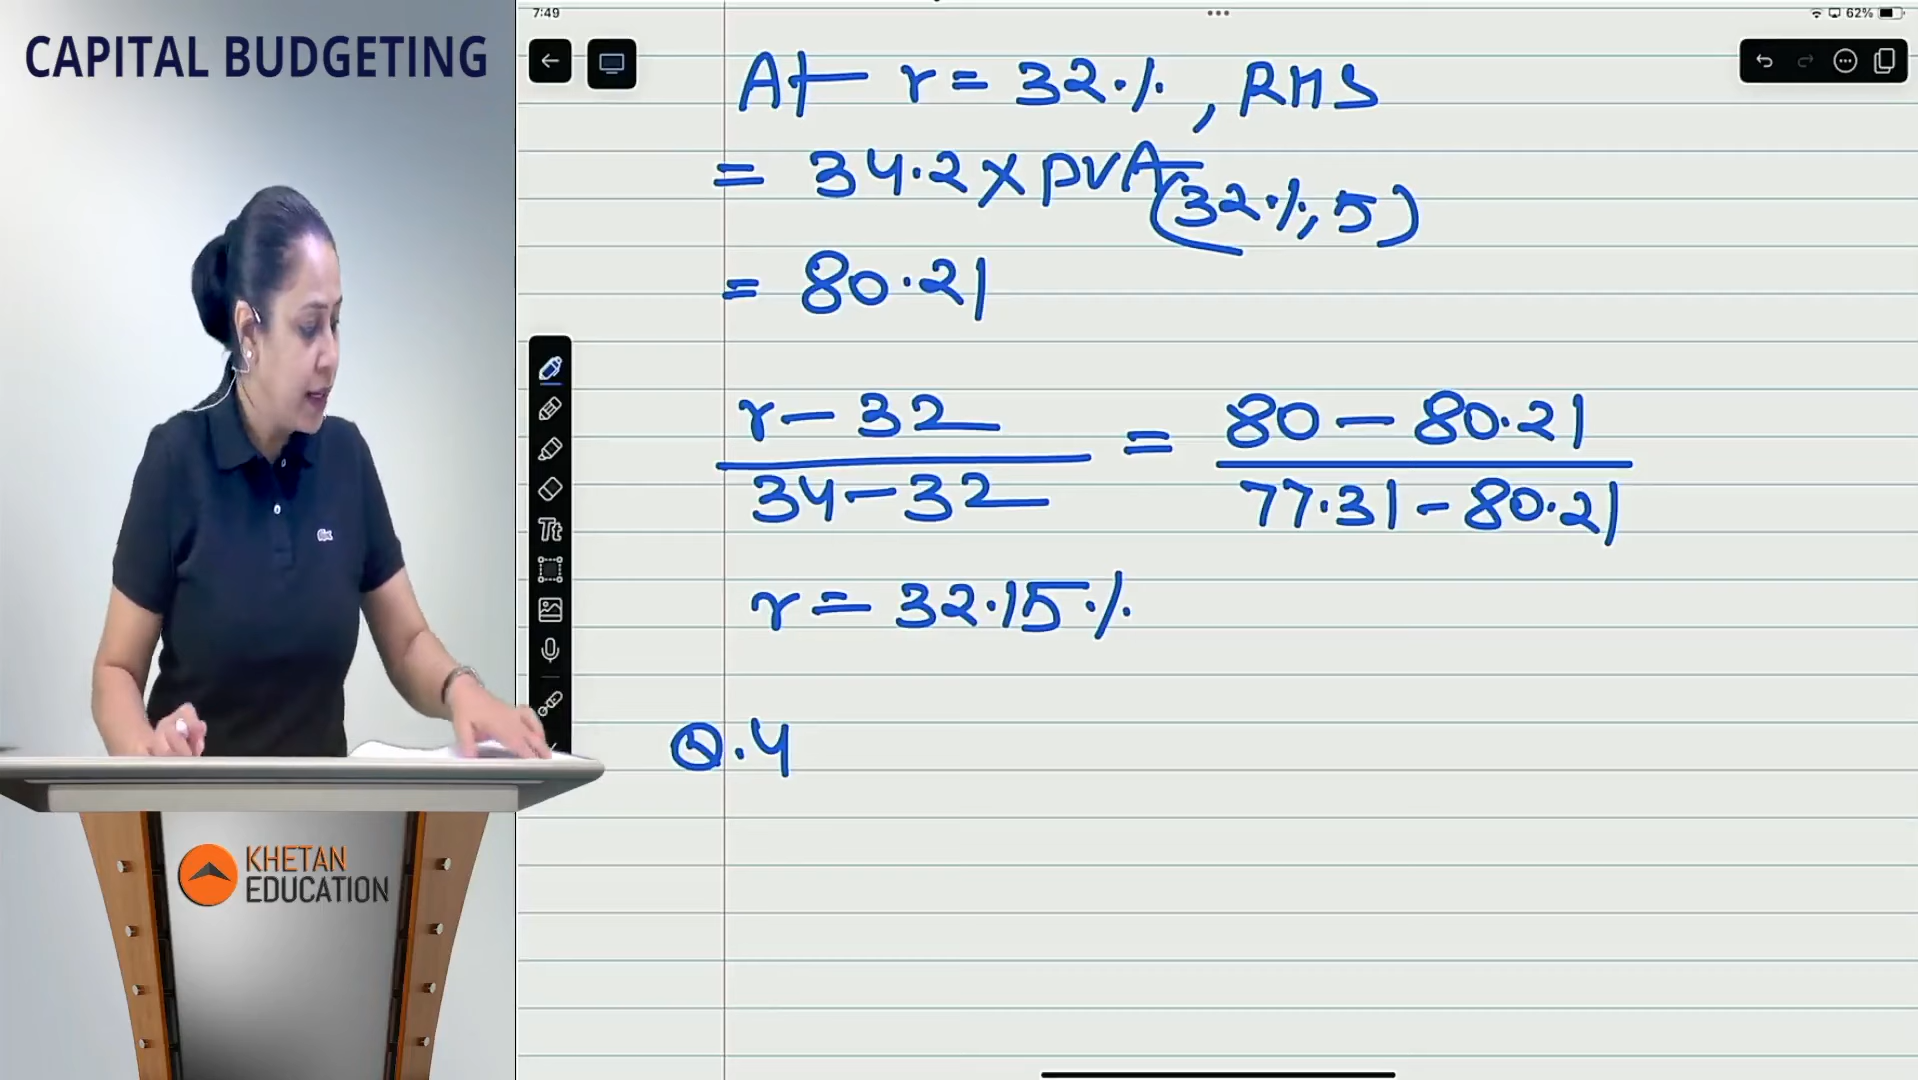 CAPITAL BUDGETING
7:49
62%
At r = 32%, RHS
= 34.2 x PVA(32%, 5)
= 80.21
r - 32 / 34 - 32 = 80 - 80.21 / 77.31 - 80.21
r = 32.15%
Tt
Q.4
KHETAN
EDUCATION